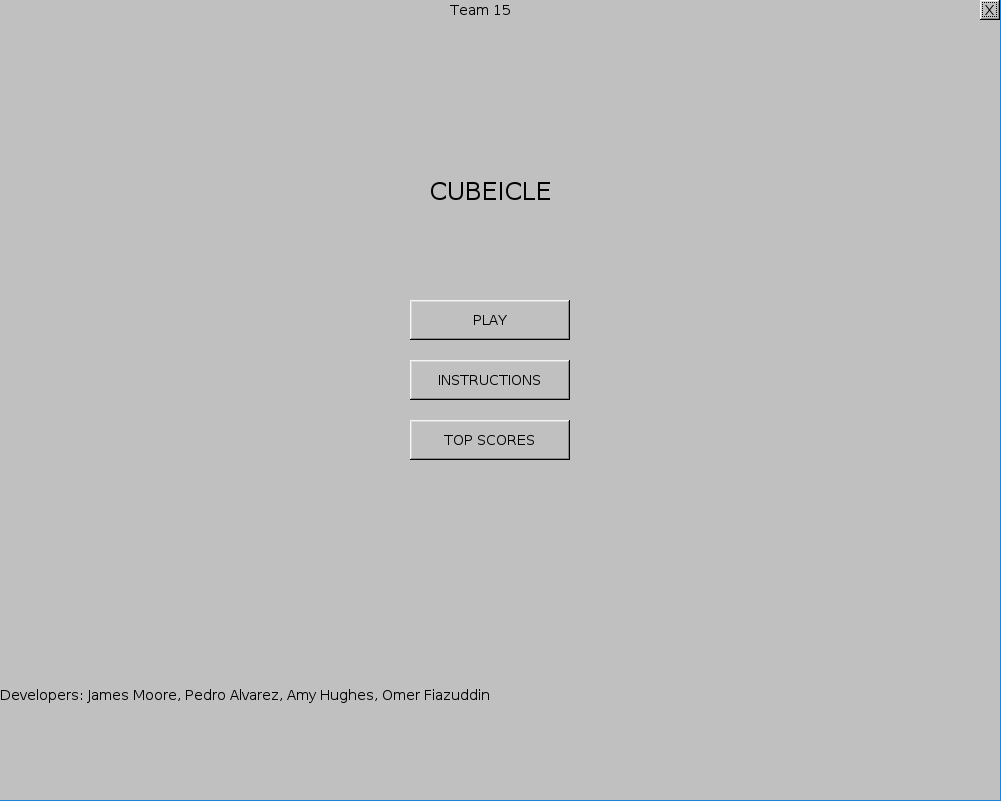 Team 15
X
CUBEICLE
PLAY
INSTRUCTIONS
TOP SCORES
Developers: James Moore, Pedro Alvarez, Amy Hughes, Omer Fiazuddin